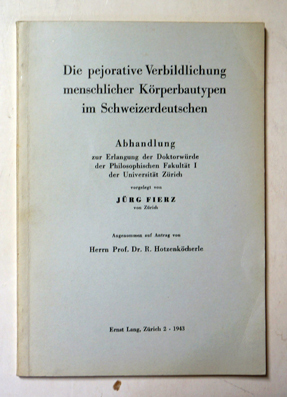 Die pejorative Verbildlichung
menschlicher Körperbautypen
im Schweizerdeutschen
Abhandlung
zur Erlangung der Doktorwürde
der Philosophischen Fakultät I
der Universität Zürich
vorgelegt von
JÜRG FIERZ
von Zürich
Angenommen auf Antrag von
Herrn Prof. Dr. R. Hotzenköcherle
Ernst Lang, Zürich 2 - 1943